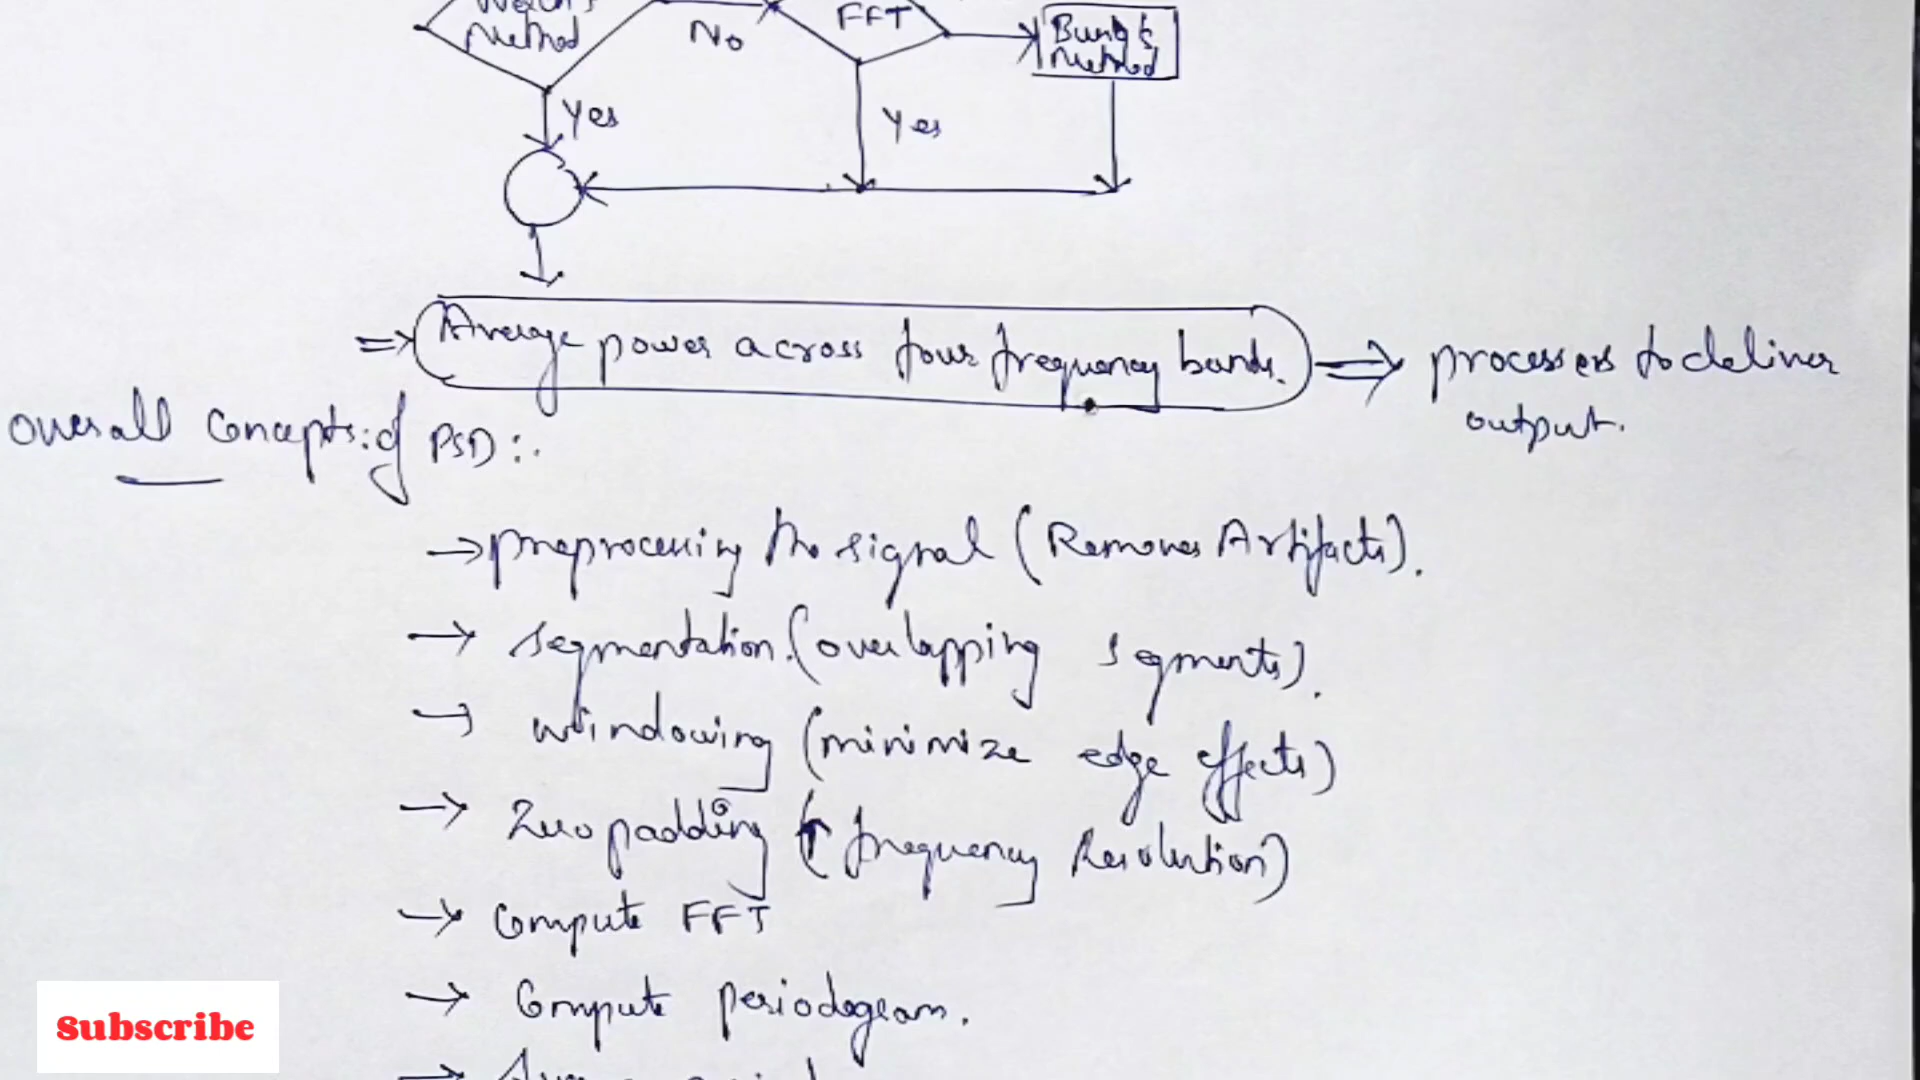 Welch's
Method
No
FFT
Burg's
Method
Yes
Yes
Average power across four frequency bands.
processes to deliver
output.
overall concepts of PSD:.
→ preprocessing the signal (Removes Artifacts).
→ segmentation. (overlapping segments).
→ windowing (minimize edge effects)
→ Zero padding (↑ frequency Resolution)
→ Compute FFT
→ Compute periodogram.
Subscribe